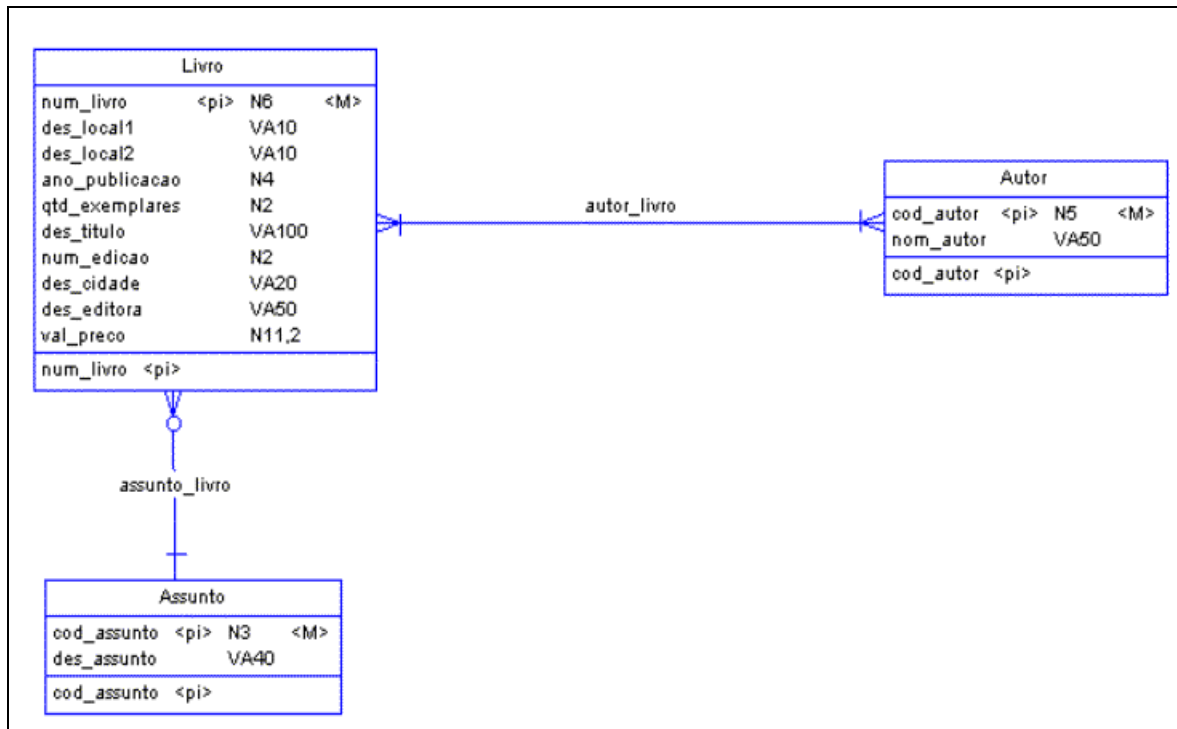 Livro
num_livro <pi> N6 <M>
des_local1 VA10
des_local2 VA10
ano_publicacao N4
qtd_exemplares N2
des_titulo VA100
num_edicao N2
des_cidade VA20
des_editora VA50
val_preco N11,2
num_livro <pi>
autor_livro
Autor
cod_autor <pi> N5 <M>
nom_autor VA50
cod_autor <pi>
assunto_livro
Assunto
cod_assunto <pi> N3 <M>
des_assunto VA40
cod_assunto <pi>